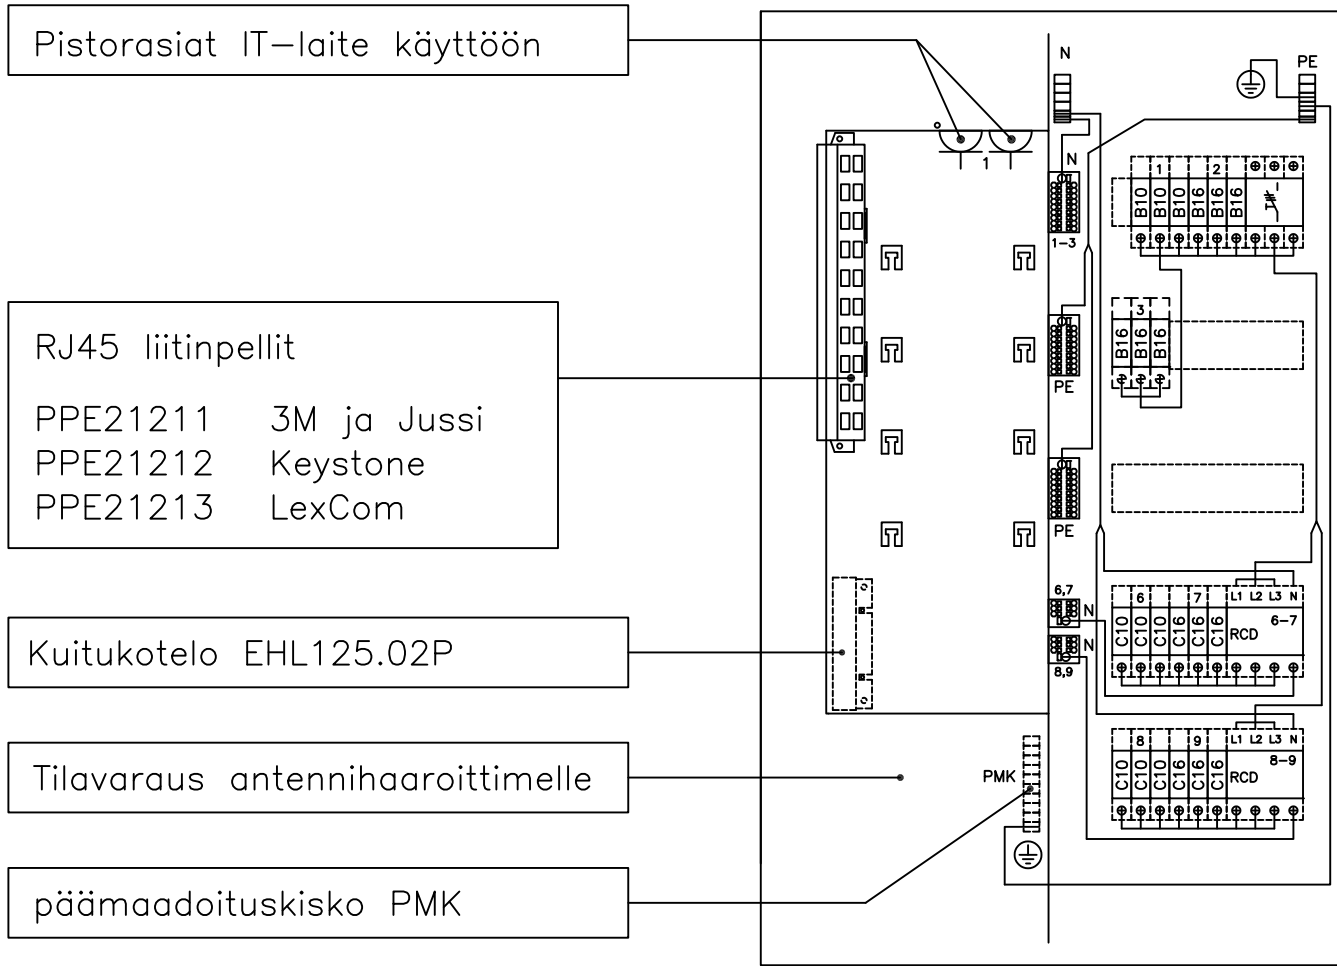 Pistorasiat IT-laite käyttöön
RJ45 liitinpellit
PPE21211 3M ja Jussi
PPE21212 Keystone
PPE21213 LexCom
Kuitukotelo EHL125.02P
Tilavaraus antennihaaroittimelle
päämaadoituskisko PMK
N
PE
1
N
1-3
PE
PE
6,7
N
N
8,9
PMK
1 2
B10 B10 B10 B16 B16 B16
3
B16 B16 B16
L1 L2 L3 N
6 7 6-7
C10 C10 C10 C16 C16 C16 RCD
L1 L2 L3 N
8 9 8-9
C10 C10 C10 C16 C16 C16 RCD